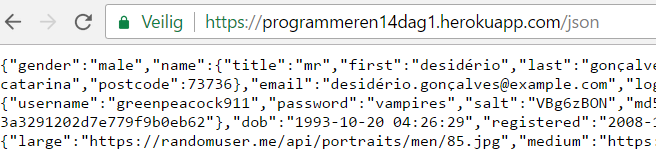 Veilig https://programmeren14dag1.herokuapp.com/json
{"gender":"male","name":{"title":"mr","first":"desidério","last":"gonçalve
catarina","postcode":73736},"email":"desidério.gonçalves@example.com","log
{"username":"greenpeacock911","password":"vampires","salt":"VBg6zBON","md5
3a3291202d7e779f9b0eb62"},"dob":"1993-10-20 04:26:29","registered":"2008-1
{"large":"https://randomuser.me/api/portraits/men/85.jpg","medium":"https: